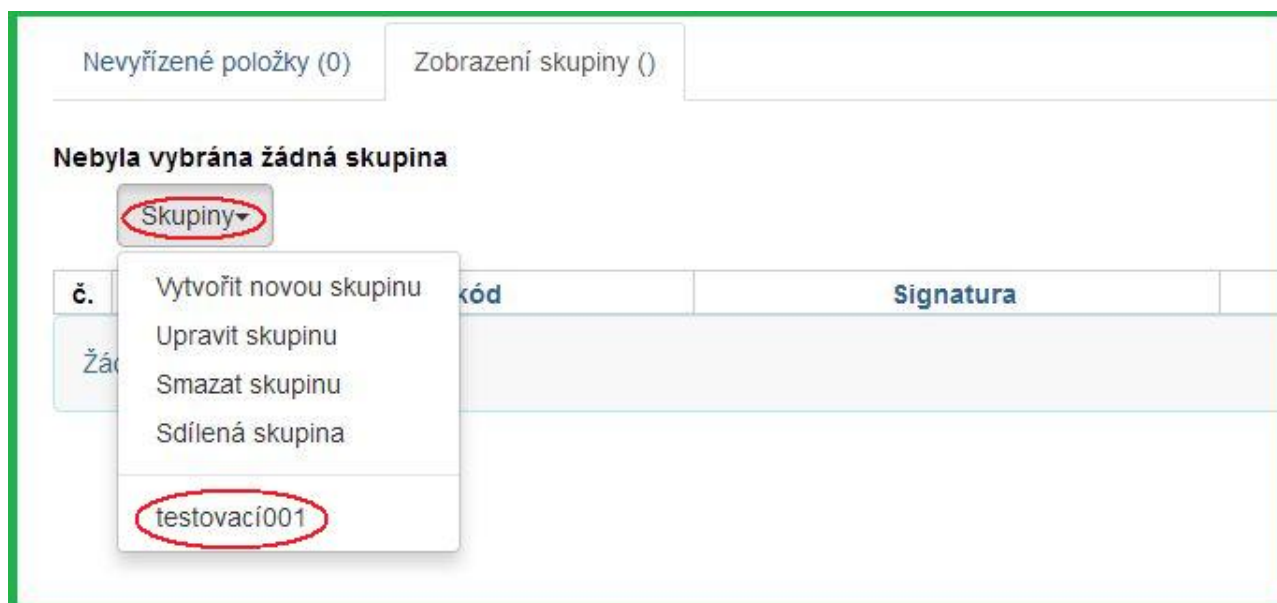 Nevyřízené položky (0) Zobrazení skupiny ()
Nebyla vybrána žádná skupina
Skupiny
č. kód Signatura
Vytvořit novou skupinu
Upravit skupinu
Smazat skupinu
Sdílená skupina
testovací001